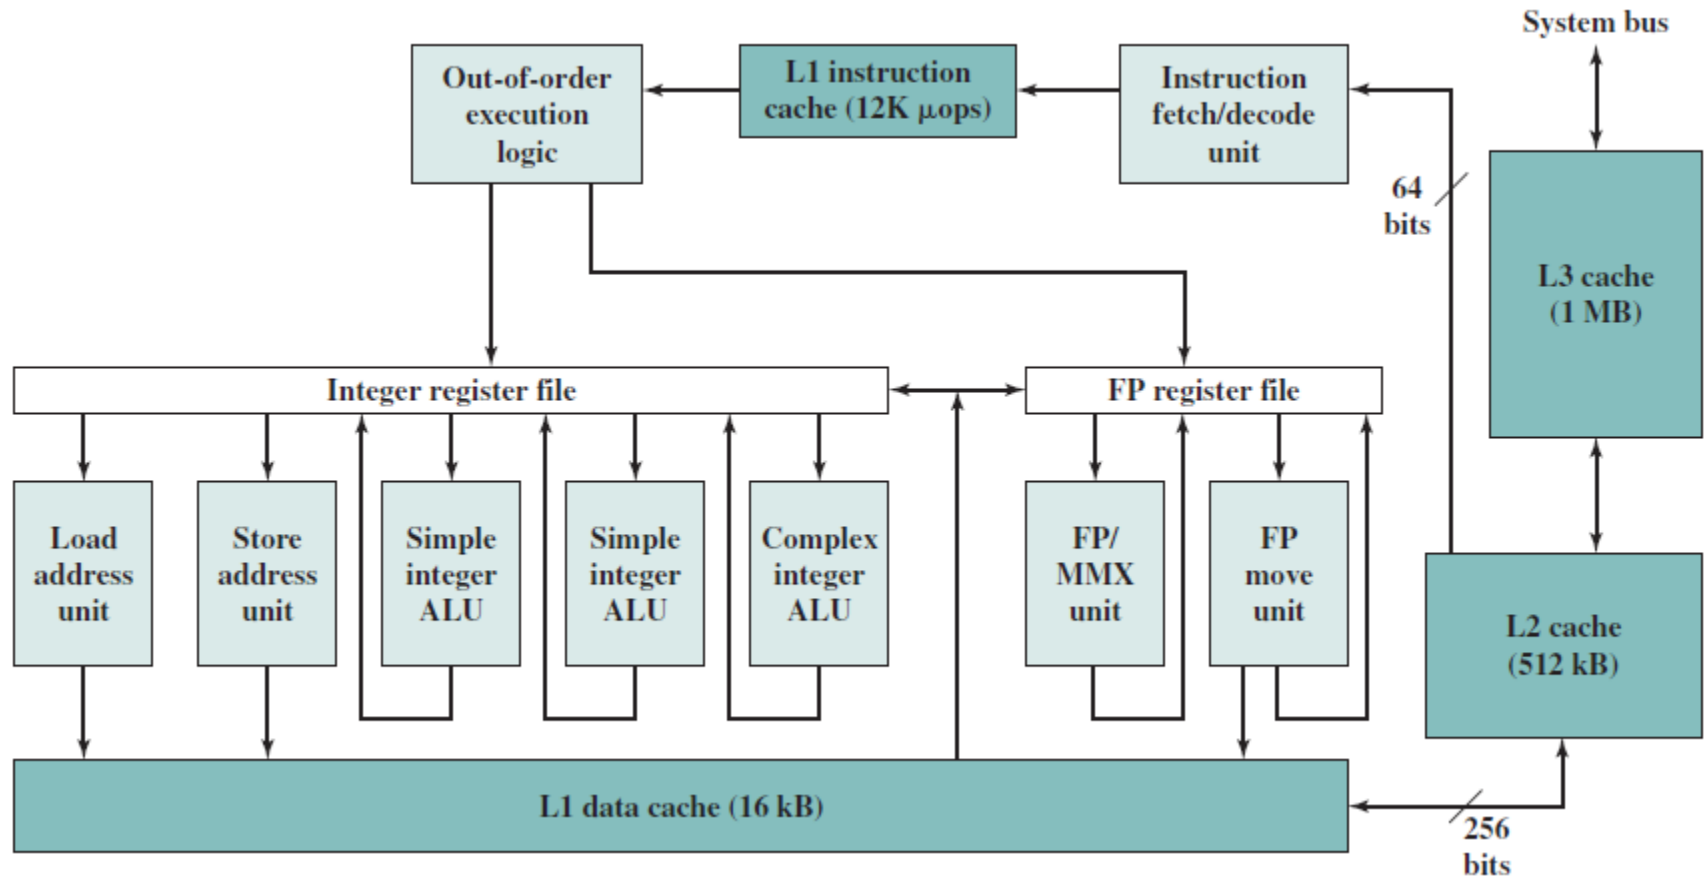 System bus
Out-of-order
execution
logic
L1 instruction
cache (12K μops)
Instruction
fetch/decode
unit
64
bits
L3 cache
(1 MB)
Integer register file
FP register file
Load
address
unit
Store
address
unit
Simple
integer
ALU
Simple
integer
ALU
Complex
integer
ALU
FP/
MMX
unit
FP
move
unit
L2 cache
(512 kB)
L1 data cache (16 kB)
256
bits